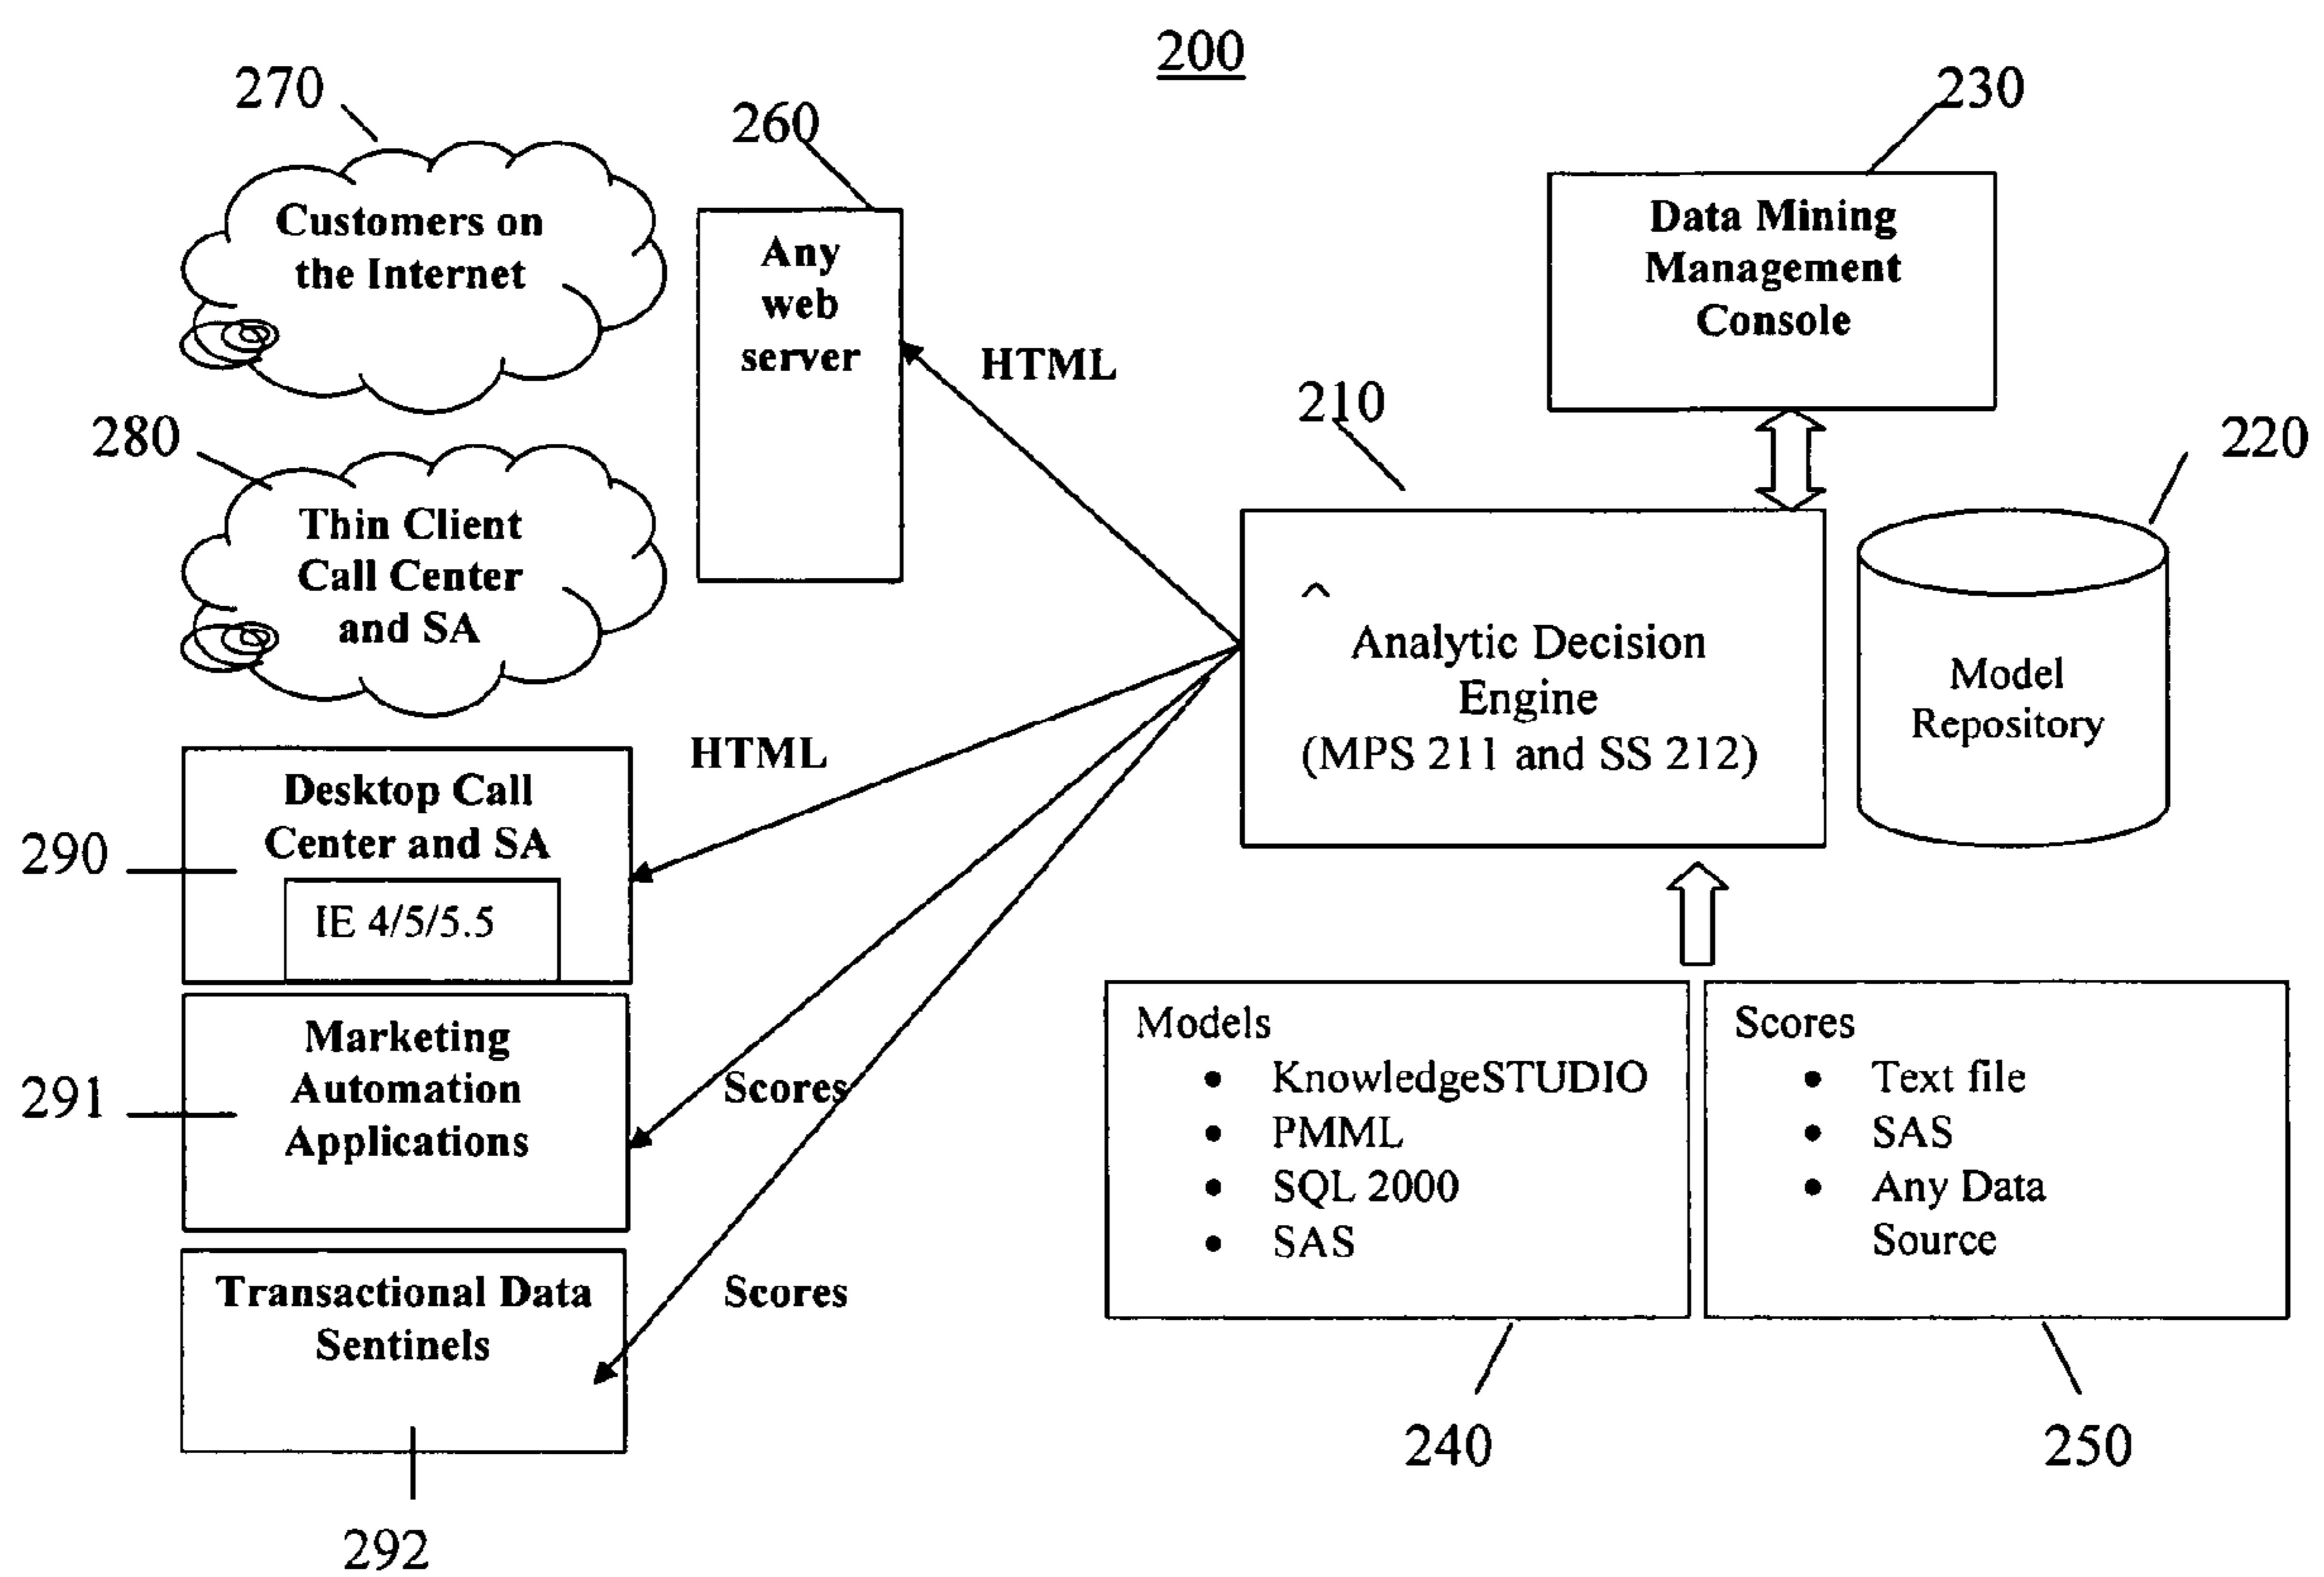 200
270
260
230
Customers on
the Internet
Any
web
server
HTML
Data Mining
Management
Console
210
220
280
Thin Client
Call Center
and SA
^
Analytic Decision
Engine
(MPS 211 and SS 212)
Model
Repository
HTML
Desktop Call
Center and SA
IE 4/5/5.5
290
Marketing
Automation
Applications
291
Scores
Transactional Data
Sentinels
Scores
292
Models
• KnowledgeSTUDIO
• PMML
• SQL 2000
• SAS
Scores
• Text file
• SAS
• Any Data
Source
240
250